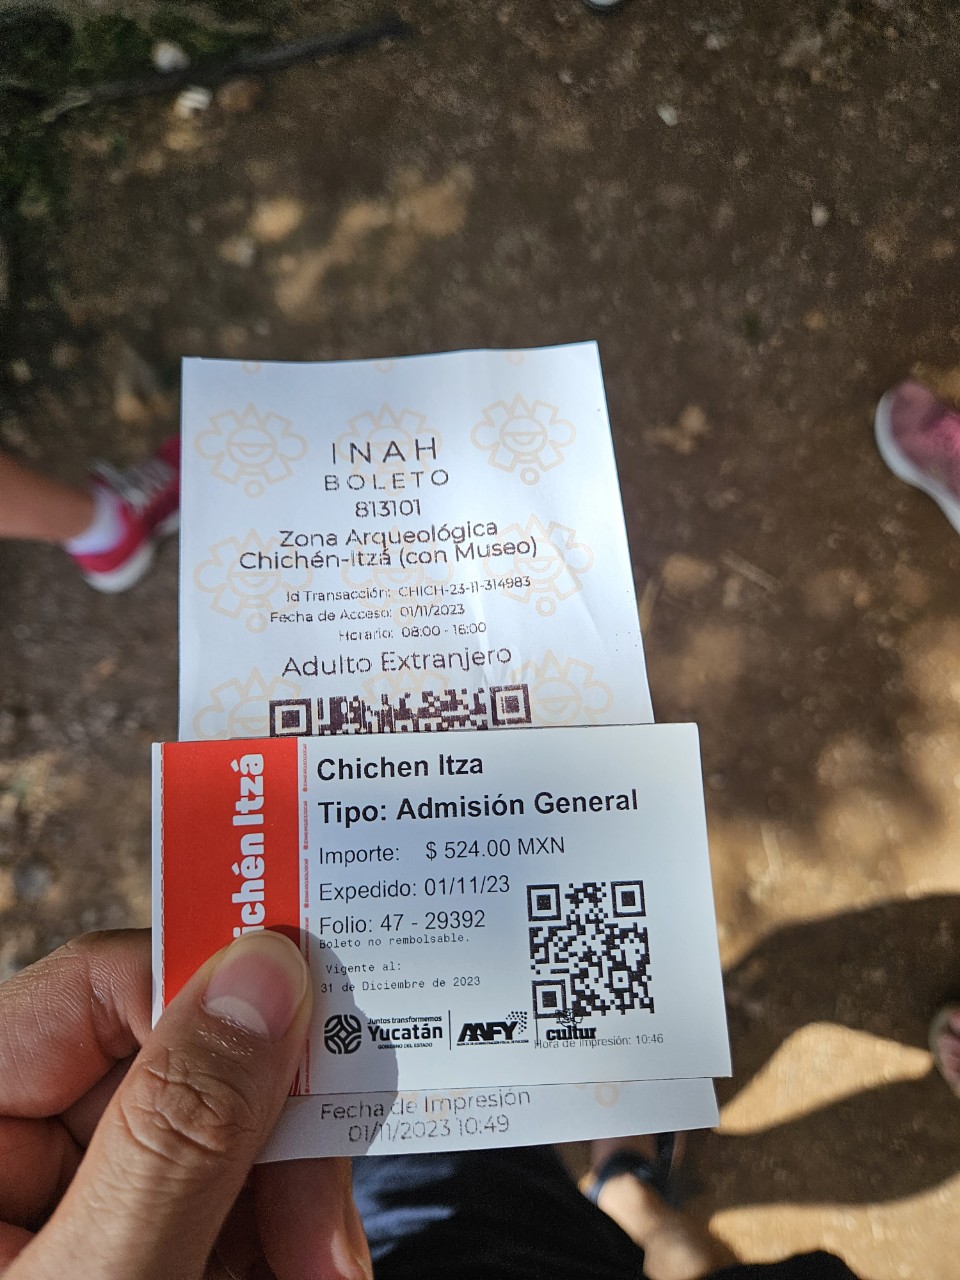 INAH
BOLETO
813101
Zona Arqueológica
Chichén-Itzá (con Museo)
Id Transacción: CHICH-23-11-314983
Fecha de Acceso: 01/11/2023
Horario: 08:00 - 16:00
Adulto Extranjero
ichén Itzá
Chichen Itza
Tipo: Admisión General
Importe: $ 524.00 MXN
Expedido: 01/11/23
Folio: 47 - 29392
Boleto no rembolsable.
Vigente al:
31 de Diciembre de 2023
Juntos transformemos
Yucatán
GOBIERNO DEL ESTADO
AAFY
cultur
Hora de impresión: 10:46
Fecha de Impresión
01/11/2023 10:49